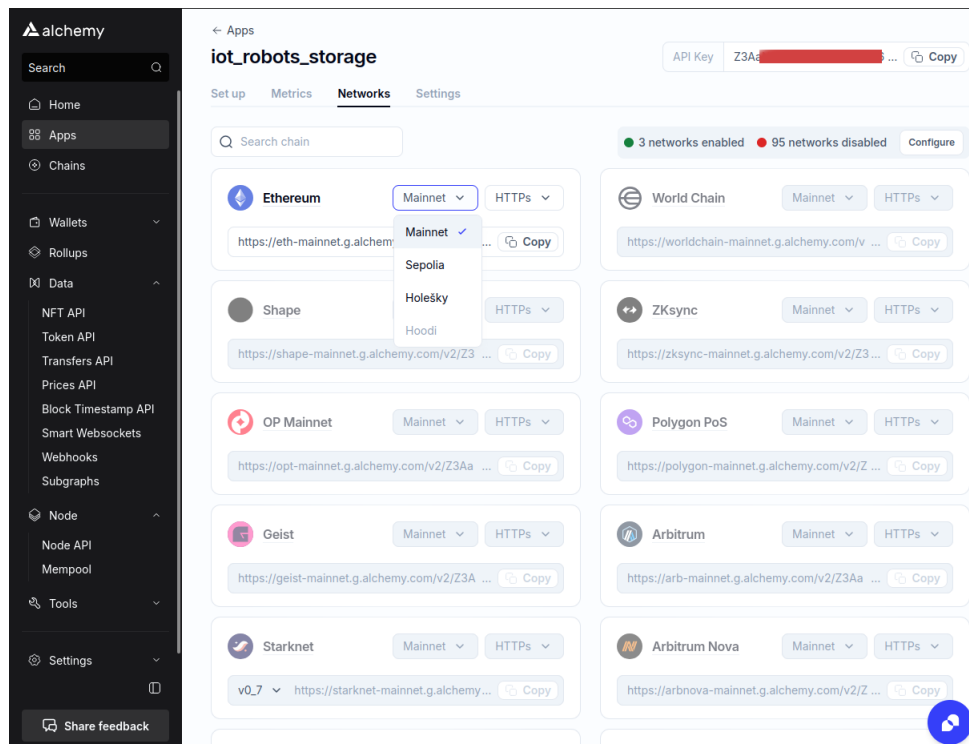 alchemy
Search
Home
Apps
Chains
Wallets
Rollups
Data
NFT API
Token API
Transfers API
Prices API
Block Timestamp API
Smart Websockets
Webhooks
Subgraphs
Node
Node API
Mempool
Tools
Settings
Share feedback
← Apps
iot_robots_storage
API Key Z3Aa ... Copy
Set up Metrics Networks Settings
Search chain
3 networks enabled 95 networks disabled Configure
Ethereum Mainnet HTTPs
https://eth-mainnet.g.alchemy ... Copy
Mainnet
Sepolia
Holešky
Hoodi
World Chain Mainnet HTTPs
https://worldchain-mainnet.g.alchemy.com/v ... Copy
Shape HTTPs
https://shape-mainnet.g.alchemy.com/v2/Z3 ... Copy
ZKsync Mainnet HTTPs
https://zksync-mainnet.g.alchemy.com/v2/Z3 ... Copy
OP Mainnet Mainnet HTTPs
https://opt-mainnet.g.alchemy.com/v2/Z3Aa ... Copy
Polygon PoS Mainnet HTTPs
https://polygon-mainnet.g.alchemy.com/v2/Z ... Copy
Geist Mainnet HTTPs
https://geist-mainnet.g.alchemy.com/v2/Z3A ... Copy
Arbitrum Mainnet HTTPs
https://arb-mainnet.g.alchemy.com/v2/Z3Aa ... Copy
Starknet Mainnet HTTPs
v0_7 https://starknet-mainnet.g.alchemy... Copy
Arbitrum Nova Mainnet HTTPs
https://arbnova-mainnet.g.alchemy.com/v2/Z ... Copy